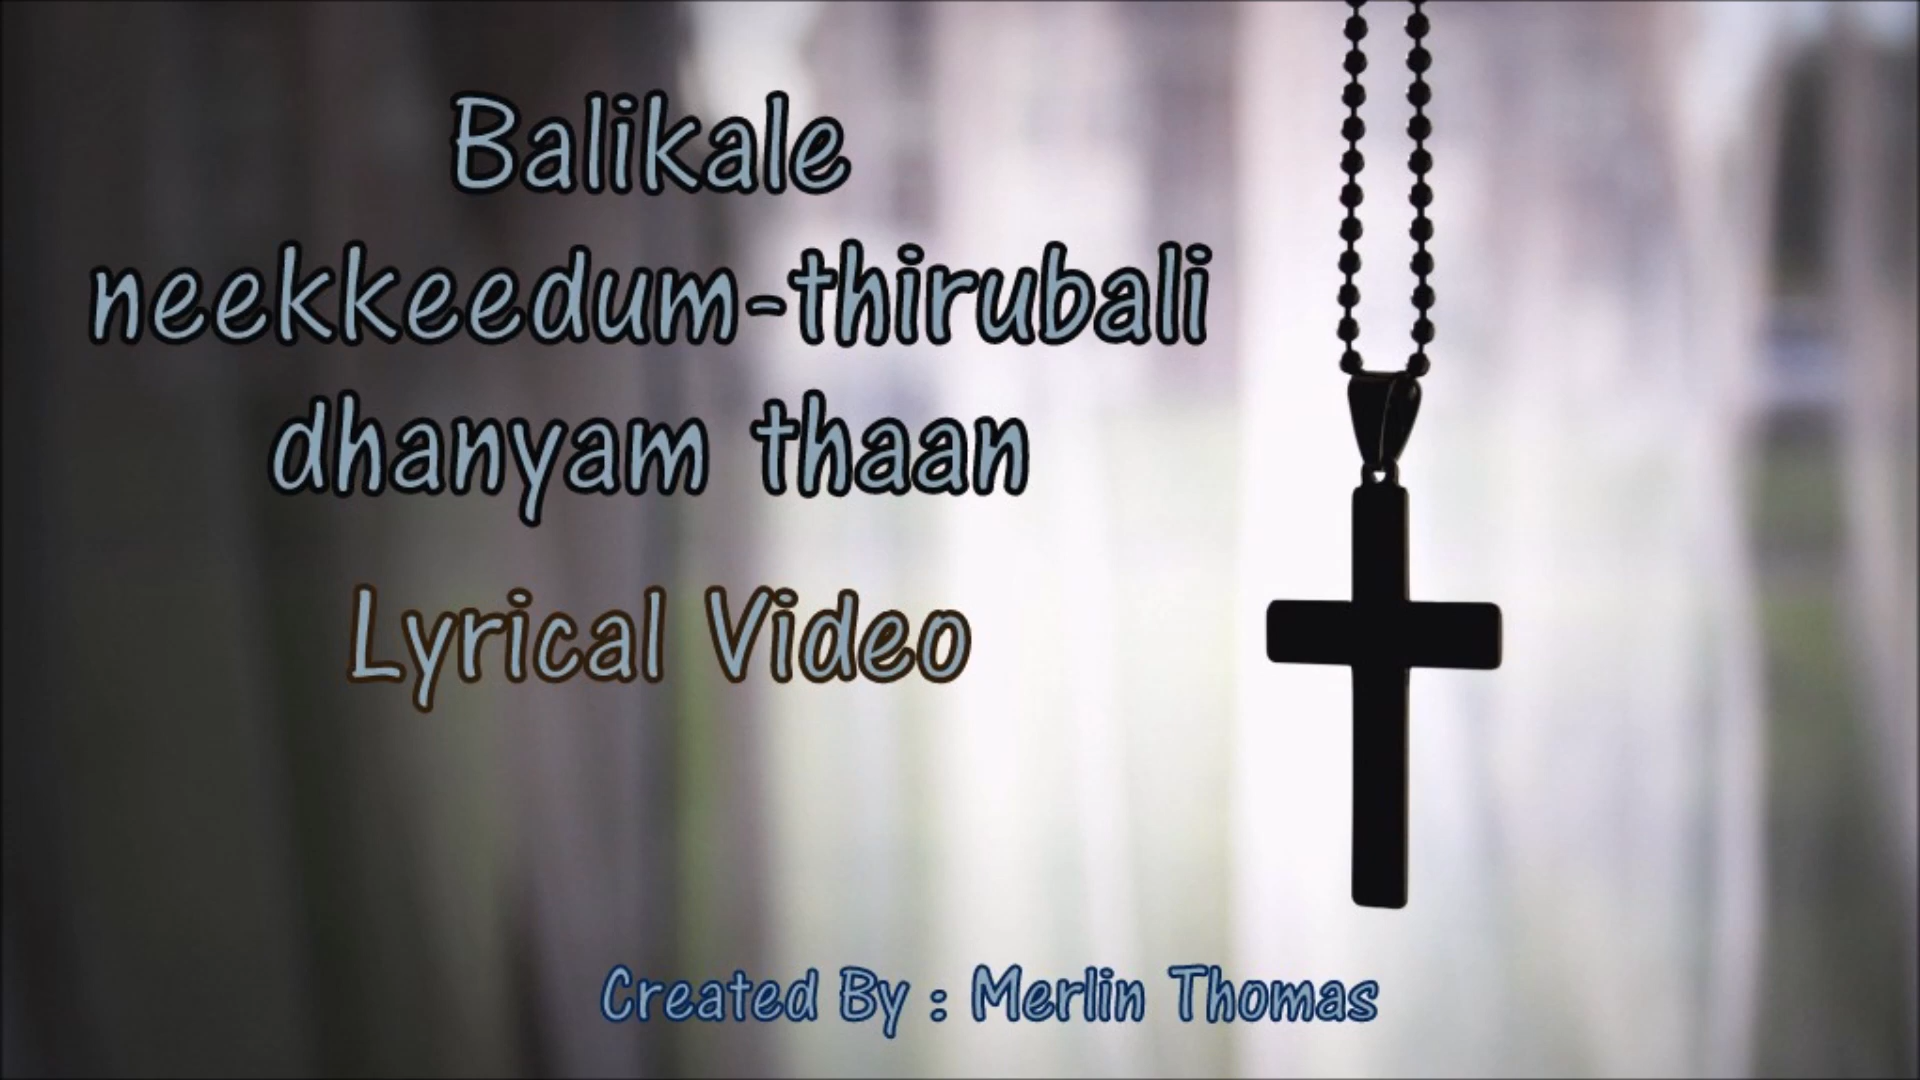 Balikale
neekkeedum-thirubali
dhanyam thaan
Lyrical Video
Created By : Merlin Thomas